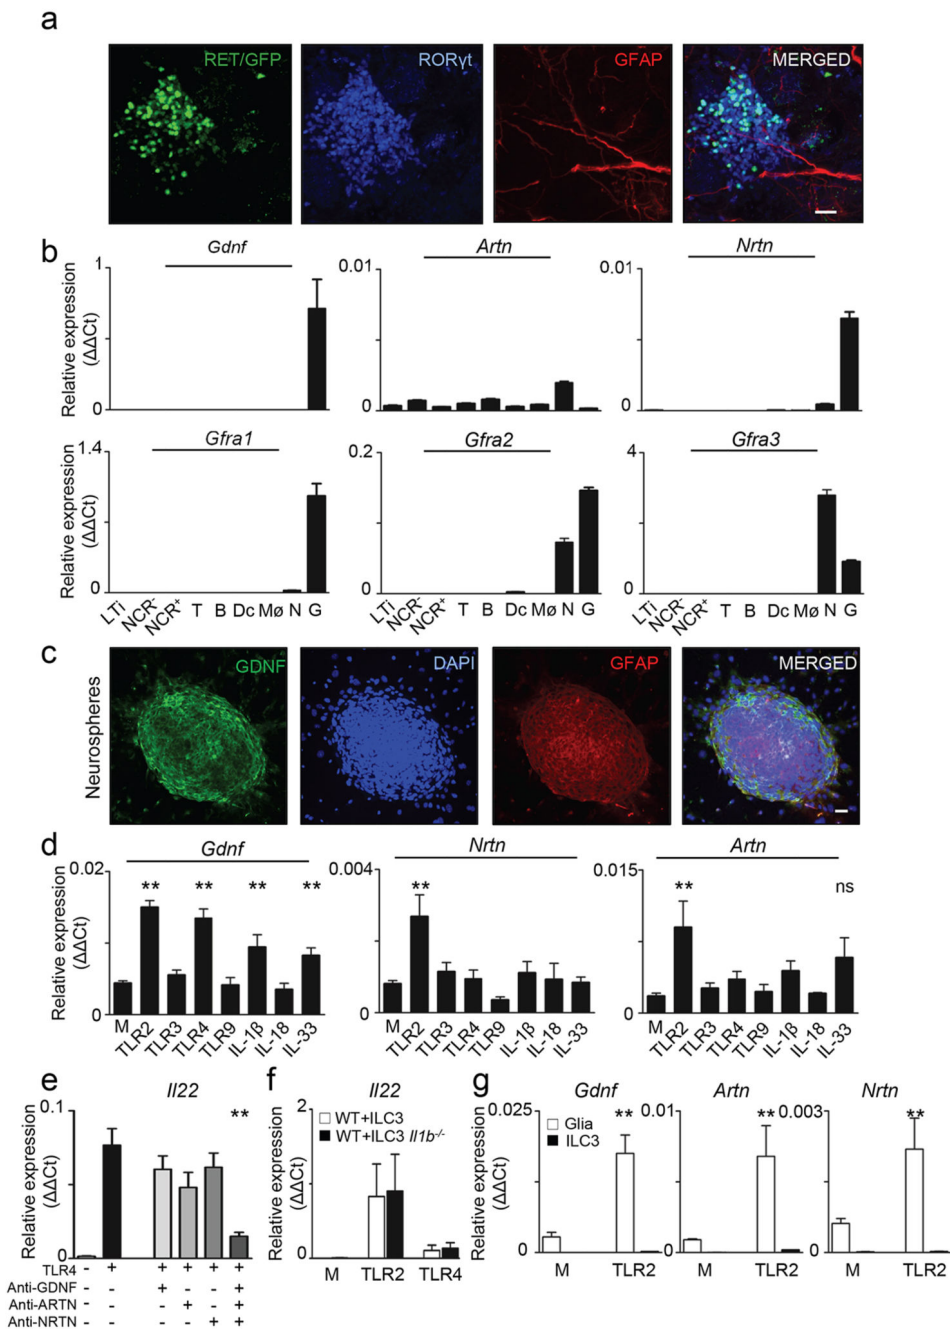 a
RET/GFP RORγt GFAP MERGED
b
Gdnf Artn Nrtn
Relative expression (ΔΔCt)
1
0
0.01
0
0.01
0
Gfra1 Gfra2 Gfra3
Relative expression (ΔΔCt)
1.4
0
0.2
0
4
0
LTi NCR- NCR+ T B Dc Mø N G
LTi NCR- NCR+ T B Dc Mø N G
LTi NCR- NCR+ T B Dc Mø N G
c
Neurospheres
GDNF DAPI GFAP MERGED
d
Gdnf Nrtn Artn
Relative expression (ΔΔCt)
0.02
0
** ** ** **
M TLR2 TLR3 TLR4 TLR9 IL-1β IL-18 IL-33
0.004
0
**
M TLR2 TLR3 TLR4 TLR9 IL-1β IL-18 IL-33
0.015
0
** ns
M TLR2 TLR3 TLR4 TLR9 IL-1β IL-18 IL-33
e
Il22
Relative expression (ΔΔCt)
0.1
0
**
TLR4 - + + + + +
Anti-GDNF - - + - - +
Anti-ARTN - - - + - +
Anti-NRTN - - - - + +
f
Il22
Relative expression (ΔΔCt)
2
0
WT+ILC3
WT+ILC3 Il1b-/-
M TLR2 TLR4
g
Gdnf Artn Nrtn
Relative expression (ΔΔCt)
0.025
0
Glia
ILC3
**
M TLR2
0.01
0
**
M TLR2
0.003
0
**
M TLR2